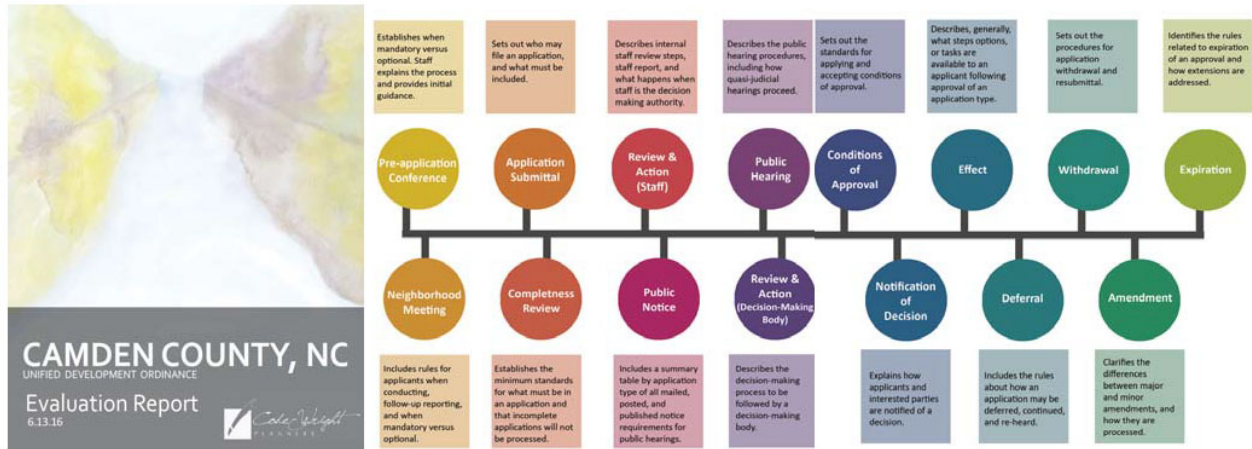 CAMDEN COUNTY, NC
UNIFIED DEVELOPMENT ORDINANCE
Evaluation Report
6.13.16
Code Wright
PLANNERS
Establishes when
mandatory versus
optional. Staff
explains the process
and provides initial
guidance.
Sets out who may
file an application,
and what must be
included.
Describes internal
staff review steps,
staff report, and
what happens when
staff is the decision
making authority.
Describes the public
hearing procedures,
including how
quasi-judicial
hearings proceed.
Sets out the
standards for
applying and
accepting conditions
of approval.
Describes, generally,
what steps options,
or tasks are
available to an
applicant following
approval of an
application type.
Sets out the
procedures for
application
withdrawal and
resubmittal.
Identifies the rules
related to expiration
of an approval and
how extensions are
addressed.
Pre-application
Conference
Application
Submittal
Review &
Action
(Staff)
Public
Hearing
Conditions
of
Approval
Effect
Withdrawal
Expiration
Neighborhood
Meeting
Completness
Review
Public
Notice
Review &
Action
(Decision-Making
Body)
Notification
of
Decision
Deferral
Amendment
Includes rules for
applicants when
conducting,
follow-up reporting,
and when
mandatory versus
optional.
Establishes the
minimum standards
for what must be in
an application and
that incomplete
applications will not
be processed.
Includes a summary
table by application
type of all mailed,
posted, and
published notice
requirements for
public hearings.
Describes the
decision-making
process to be
followed by a
decision-making
body.
Explains how
applicants and
interested parties
are notified of a
decision.
Includes the rules
about how an
application may be
deferred, continued,
and re-heard.
Clarifies the
differences
between major
and minor
amendments, and
how they are
processed.